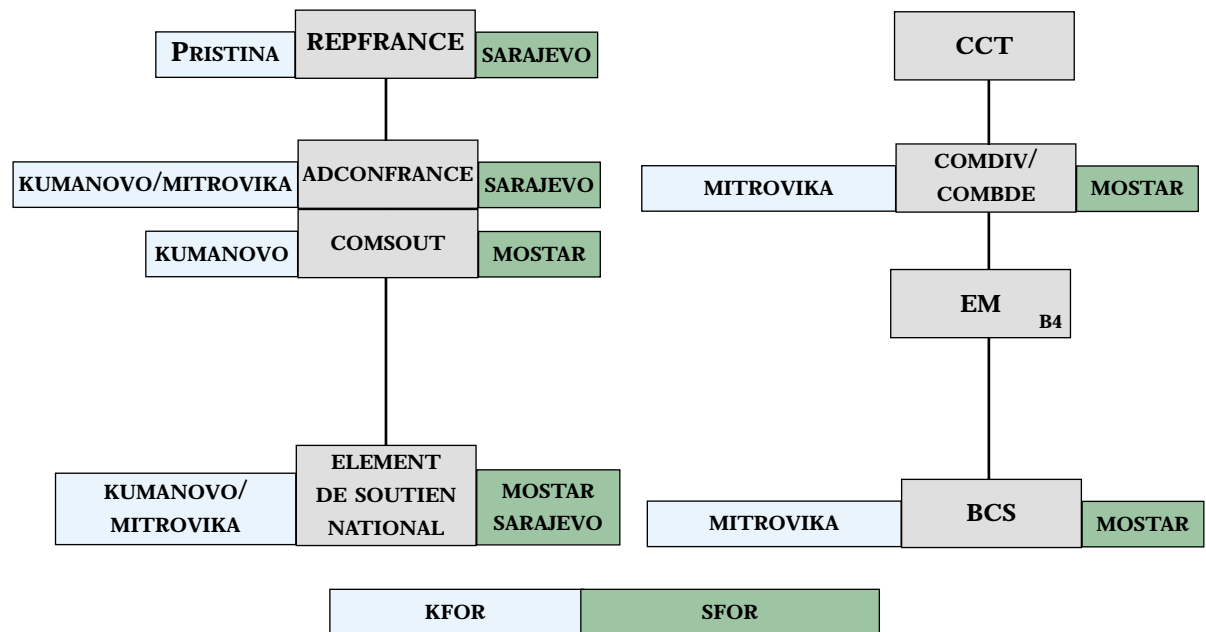 PRISTINA
REPFRANCE
SARAJEVO
KUMANOVO/MITROVIKA
ADCONFRANCE
SARAJEVO
KUMANOVO
COMSOUT
MOSTAR
KUMANOVO/
MITROVIKA
ELEMENT
DE SOUTIEN
NATIONAL
MOSTAR
SARAJEVO
CCT
MITROVIKA
COMDIV/
COMBDE
MOSTAR
EM
B4
MITROVIKA
BCS
MOSTAR
KFOR
SFOR